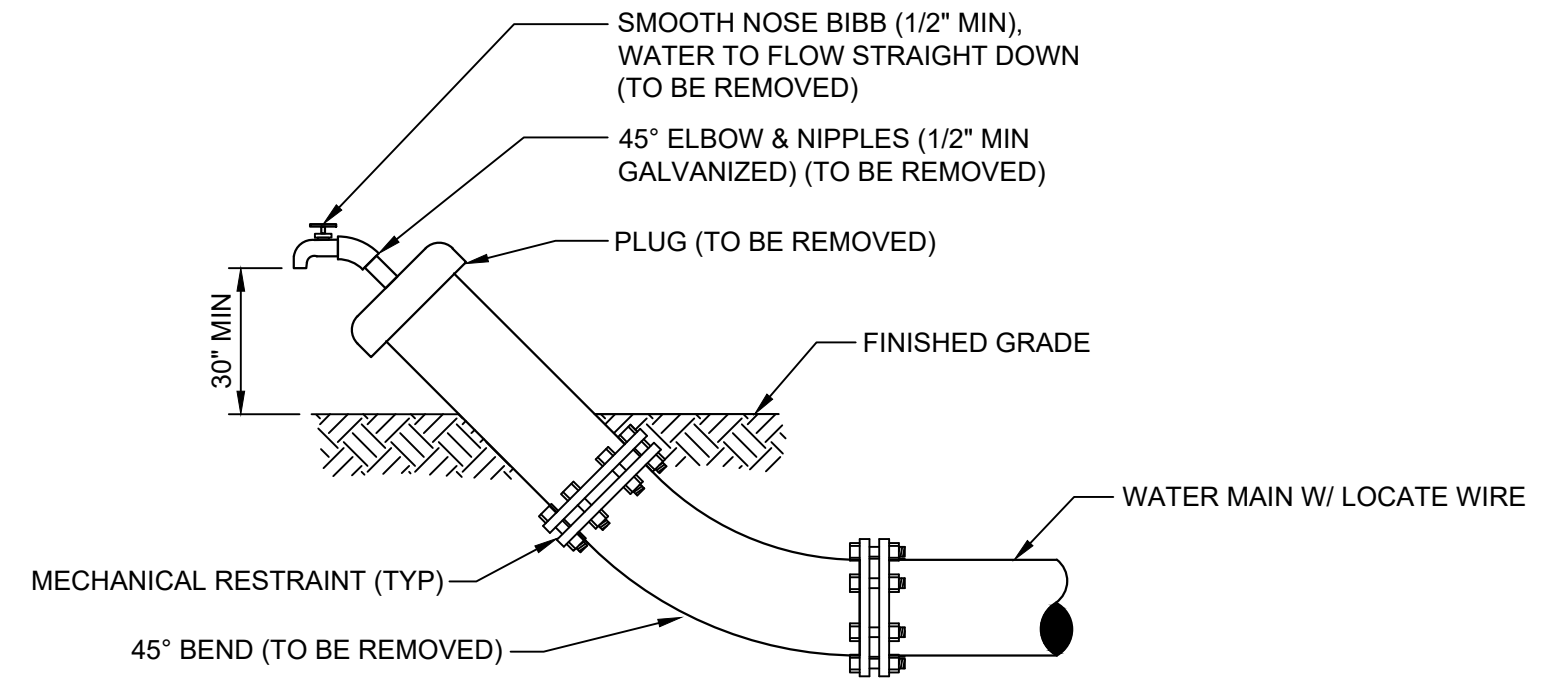 SMOOTH NOSE BIBB (1/2" MIN),
WATER TO FLOW STRAIGHT DOWN
(TO BE REMOVED)
45° ELBOW & NIPPLES (1/2" MIN
GALVANIZED) (TO BE REMOVED)
PLUG (TO BE REMOVED)
30" MIN
FINISHED GRADE
WATER MAIN W/ LOCATE WIRE
MECHANICAL RESTRAINT (TYP)
45° BEND (TO BE REMOVED)